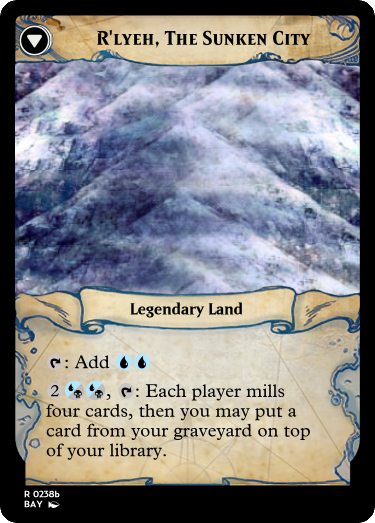 R'lyeh, The Sunken City
Legendary Land
: Add
2 , : Each player mills
four cards, then you may put a
card from your graveyard on top
of your library.
R 0238b
BAY